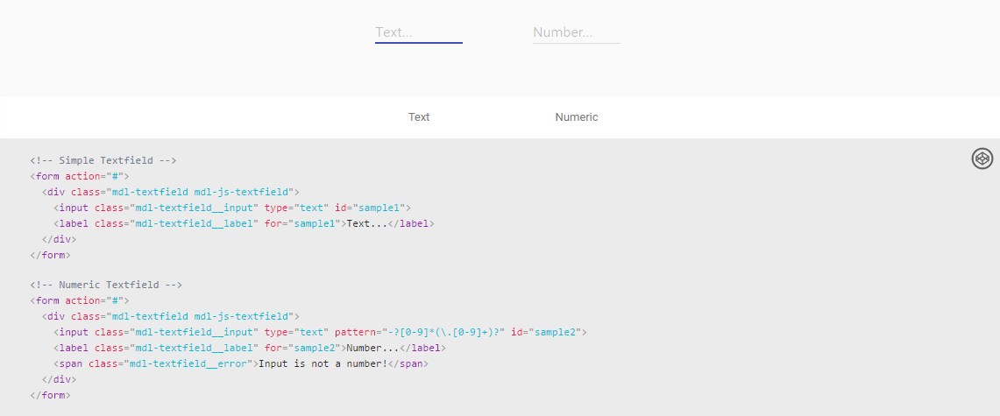 Text... Number...
Text Numeric
<!-- Simple Textfield -->
<form action="#">
  <div class="mdl-textfield mdl-js-textfield">
    <input class="mdl-textfield__input" type="text" id="sample1">
    <label class="mdl-textfield__label" for="sample1">Text...</label>
  </div>
</form>
<!-- Numeric Textfield -->
<form action="#">
  <div class="mdl-textfield mdl-js-textfield">
    <input class="mdl-textfield__input" type="text" pattern="-?[0-9]*(\.[0-9]+)?" id="sample2">
    <label class="mdl-textfield__label" for="sample2">Number...</label>
    <span class="mdl-textfield__error">Input is not a number!</span>
  </div>
</form>